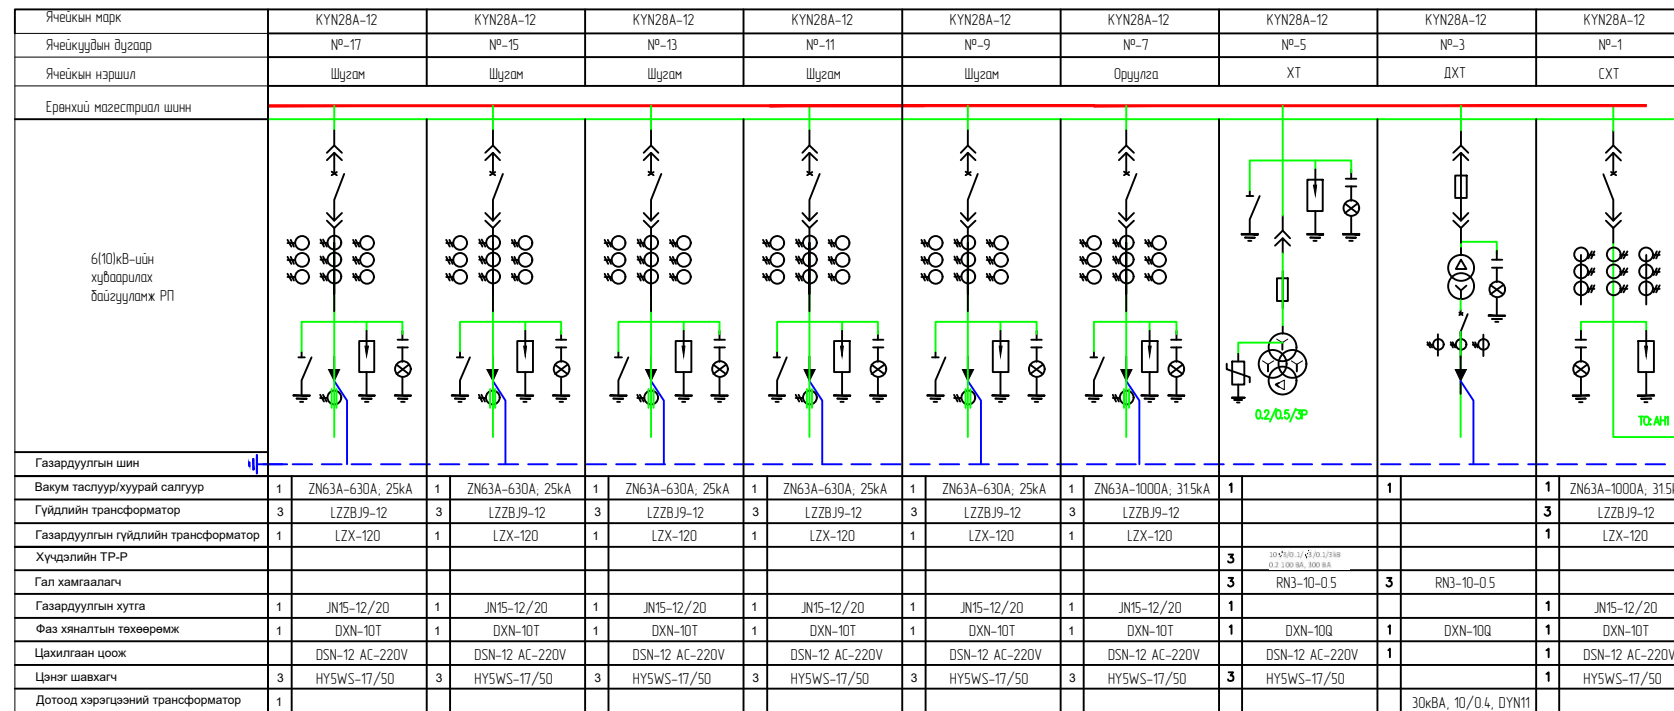 Ячейкын марк KYN28A-12 KYN28A-12 KYN28A-12 KYN28A-12 KYN28A-12 KYN28A-12 KYN28A-12 KYN28A-12 KYN28A-12
Ячейкуудын дугаар №-17 №-15 №-13 №-11 №-9 №-7 №-5 №-3 №-1
Ячейкын нэршил Шугам Шугам Шугам Шугам Шугам Оруулга ХТ ДХТ СХТ
Ерөнхий магестриал шинн
6(10)кВ-ийн
хуваарилах
байгууламж РП
0.2/0.5/3P
TO: AH1
Газардуулгын шин
Вакум таслуур/хуурай салгуур 1 ZN63A-630A; 25kA 1 ZN63A-630A; 25kA 1 ZN63A-630A; 25kA 1 ZN63A-630A; 25kA 1 ZN63A-630A; 25kA 1 ZN63A-1000A; 31.5kA 1 1 1 ZN63A-1000A; 31.5k
Гүйдлийн трансформатор 3 LZZBJ9-12 3 LZZBJ9-12 3 LZZBJ9-12 3 LZZBJ9-12 3 LZZBJ9-12 3 LZZBJ9-12 3 LZZBJ9-12
Газардуулгын гүйдлийн трансформатор 1 LZX-120 1 LZX-120 1 LZX-120 1 LZX-120 1 LZX-120 1 LZX-120 1 LZX-120
Хүчдэлийн ТР-Р 3
Гал хамгаалагч 3 RN3-10-0.5 3 RN3-10-0.5
Газардуулгын хутга 1 JN15-12/20 1 JN15-12/20 1 JN15-12/20 1 JN15-12/20 1 JN15-12/20 1 JN15-12/20 1 1 JN15-12/20
Фаз хяналтын төхөөрөмж 1 DXN-10T 1 DXN-10T 1 DXN-10T 1 DXN-10T 1 DXN-10T 1 DXN-10T 1 DXN-10Q 1 DXN-10Q 1 DXN-10T
Цахилгаан цоож DSN-12 AC-220V DSN-12 AC-220V DSN-12 AC-220V DSN-12 AC-220V DSN-12 AC-220V DSN-12 AC-220V DSN-12 AC-220V 1 1 DSN-12 AC-220V
Цэнэг шавхагч 3 HY5WS-17/50 3 HY5WS-17/50 3 HY5WS-17/50 3 HY5WS-17/50 3 HY5WS-17/50 3 HY5WS-17/50 3 HY5WS-17/50 1 HY5WS-17/50
Дотоод хэрэгцээний трансформатор 1 30кВА, 10/0.4, DYN11